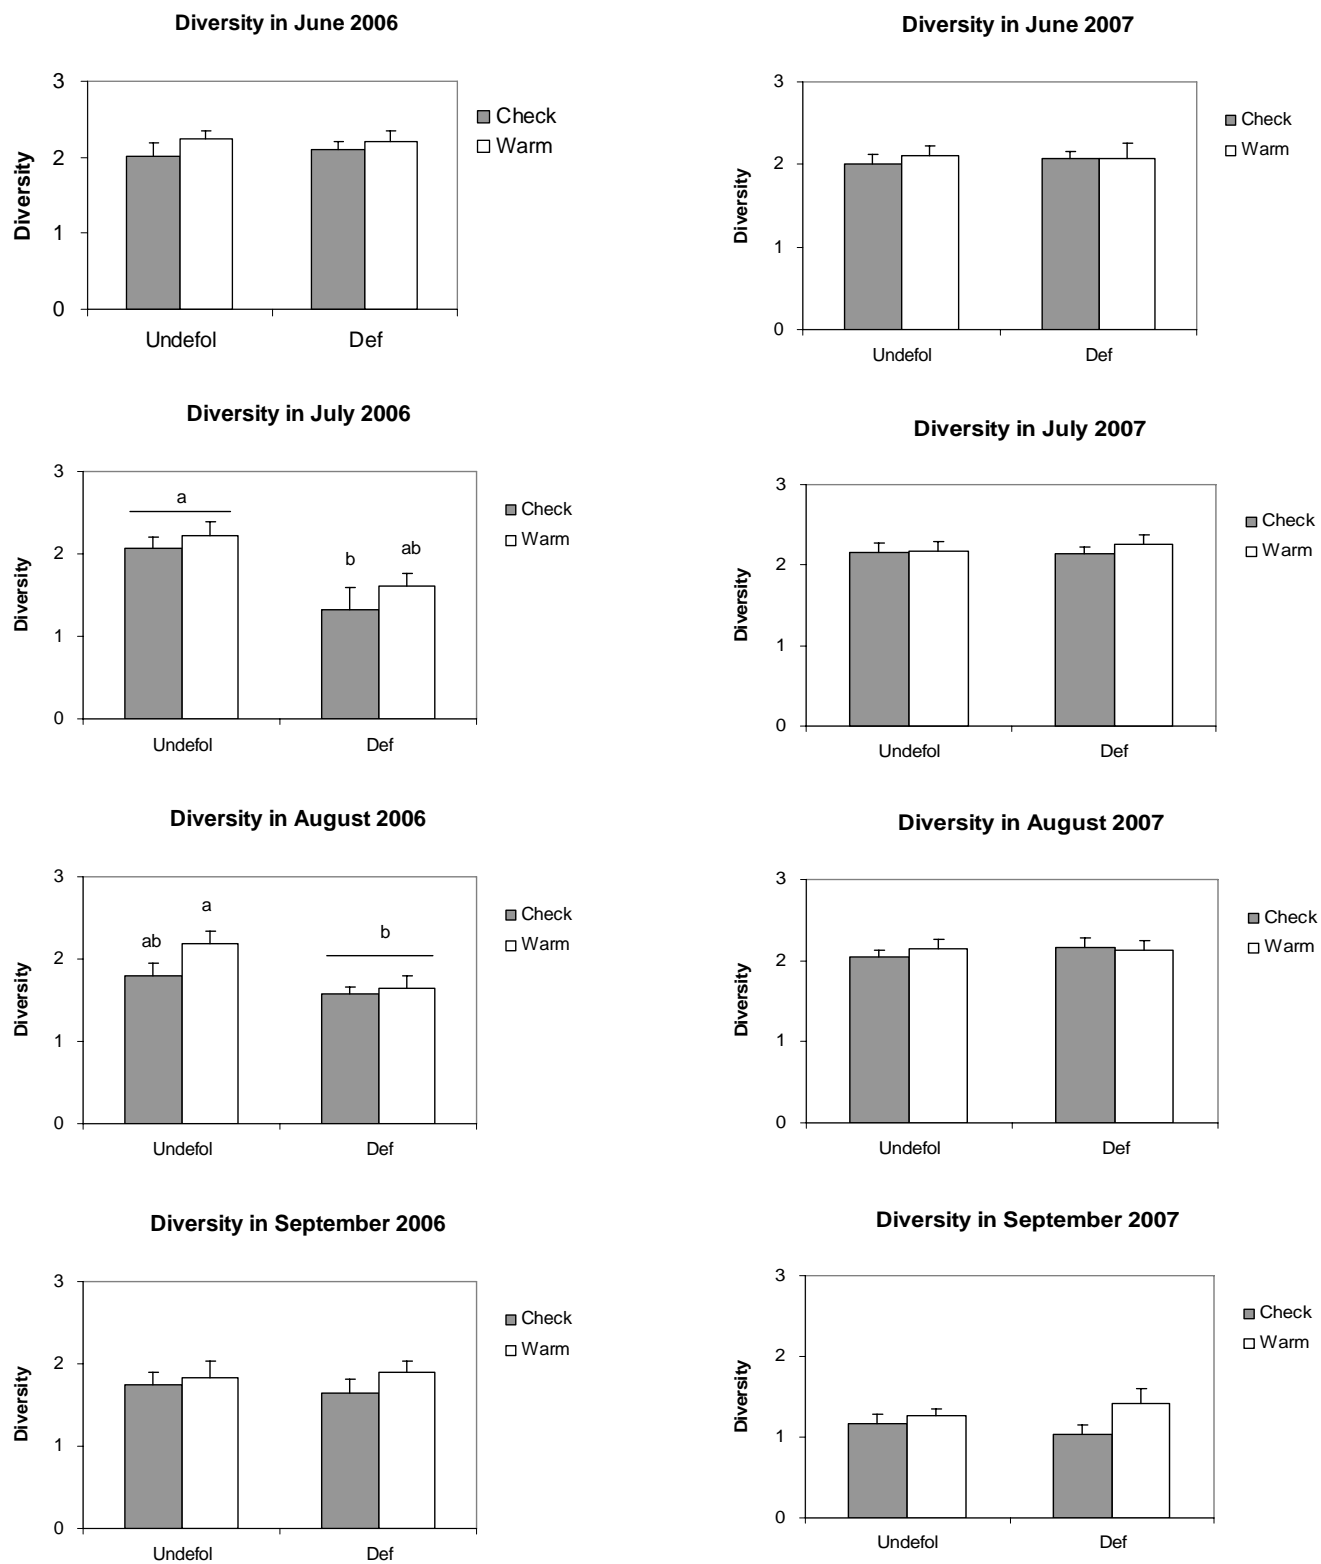 Diversity in June 2006
3
2
1
0
Diversity
Undefol
Def
Check
Warm
Diversity in June 2007
3
2
1
0
Diversity
Undefol
Def
Check
Warm
Diversity in July 2006
3
2
1
0
Diversity
a
b
ab
Undefol
Def
Check
Warm
Diversity in July 2007
3
2
1
0
Diversity
Undefol
Def
Check
Warm
Diversity in August 2006
3
2
1
0
Diversity
ab
a
b
Undefol
Def
Check
Warm
Diversity in August 2007
3
2
1
0
Diversity
Undefol
Def
Check
Warm
Diversity in September 2006
3
2
1
0
Diversity
Undefol
Def
Check
Warm
Diversity in September 2007
3
2
1
0
Diversity
Undefol
Def
Check
Warm